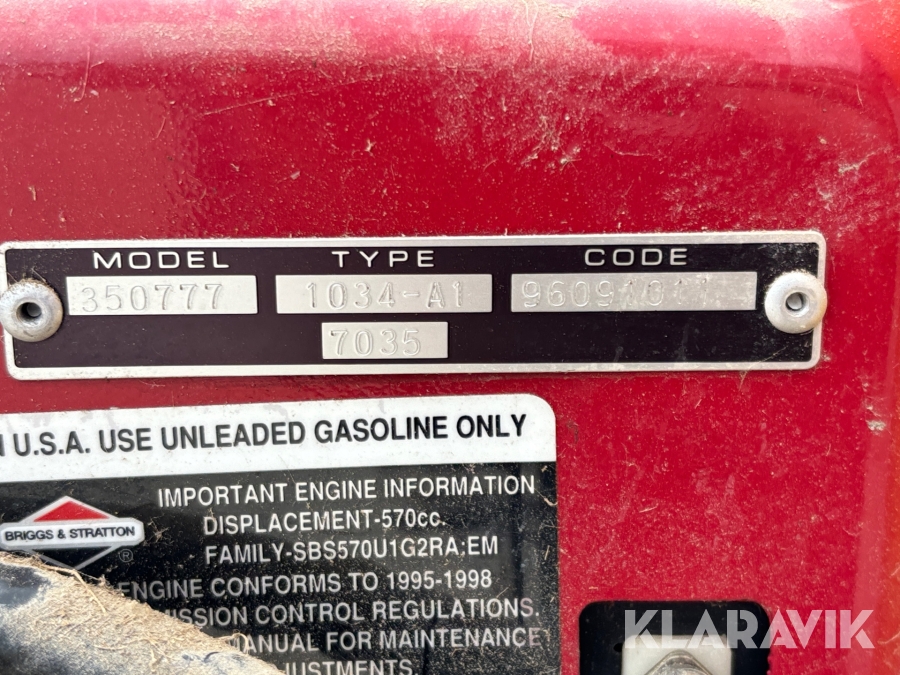 KLARAVIK
MODEL TYPE CODE
350777 1034-A1
7035
U.S.A. USE UNLEADED GASOLINE ONLY
IMPORTANT ENGINE INFORMATION
DISPLACEMENT-570cc.
FAMILY-SBS570U1G2RA:EM
BRIGGS & STRATTON ®
ENGINE CONFORMS TO 1995-1998
CONTROL REGULATIONS.
MANUAL FOR MAINTENANCE
KLARAVIK